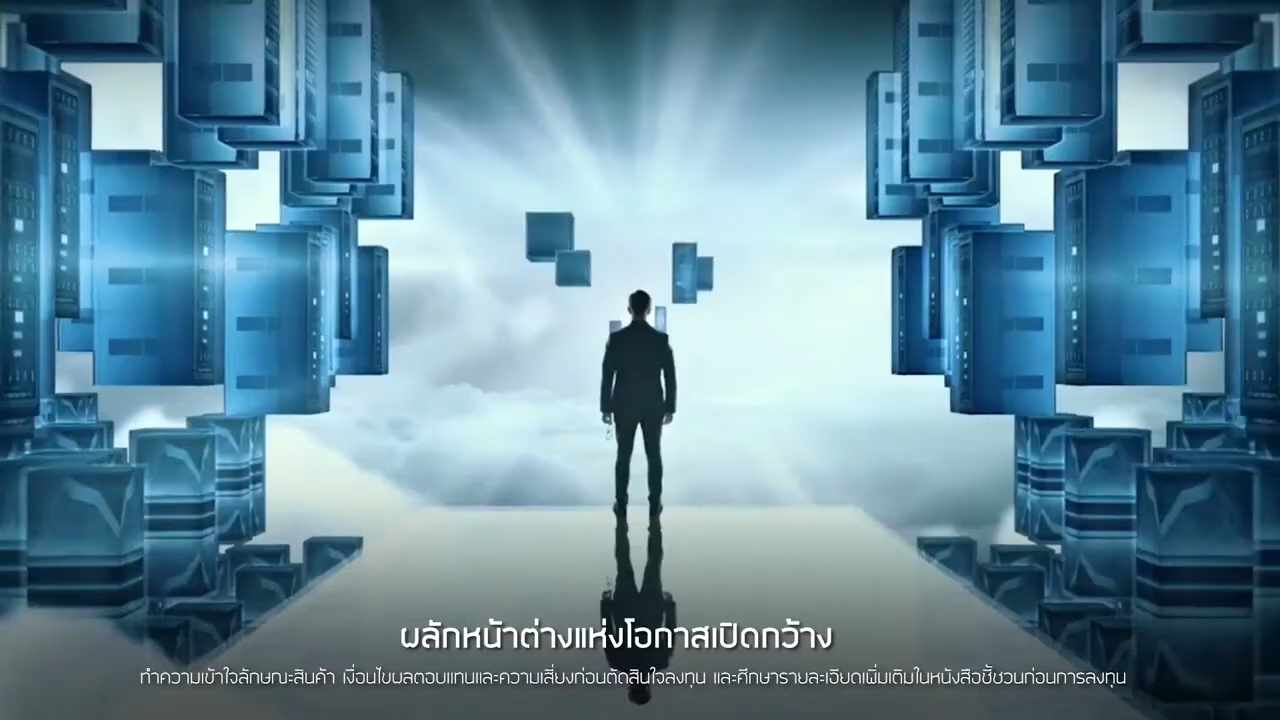 ผลักหน้าต่างแห่งโอกาสเปิดกว้าง
ทำความเข้าใจลักษณะสินค้า เงื่อนไขผลตอบแทนและความเสี่ยงก่อนตัดสินใจลงทุน และศึกษารายละเอียดเพิ่มเติมในหนังสือชี้ชวนก่อนการลงทุน